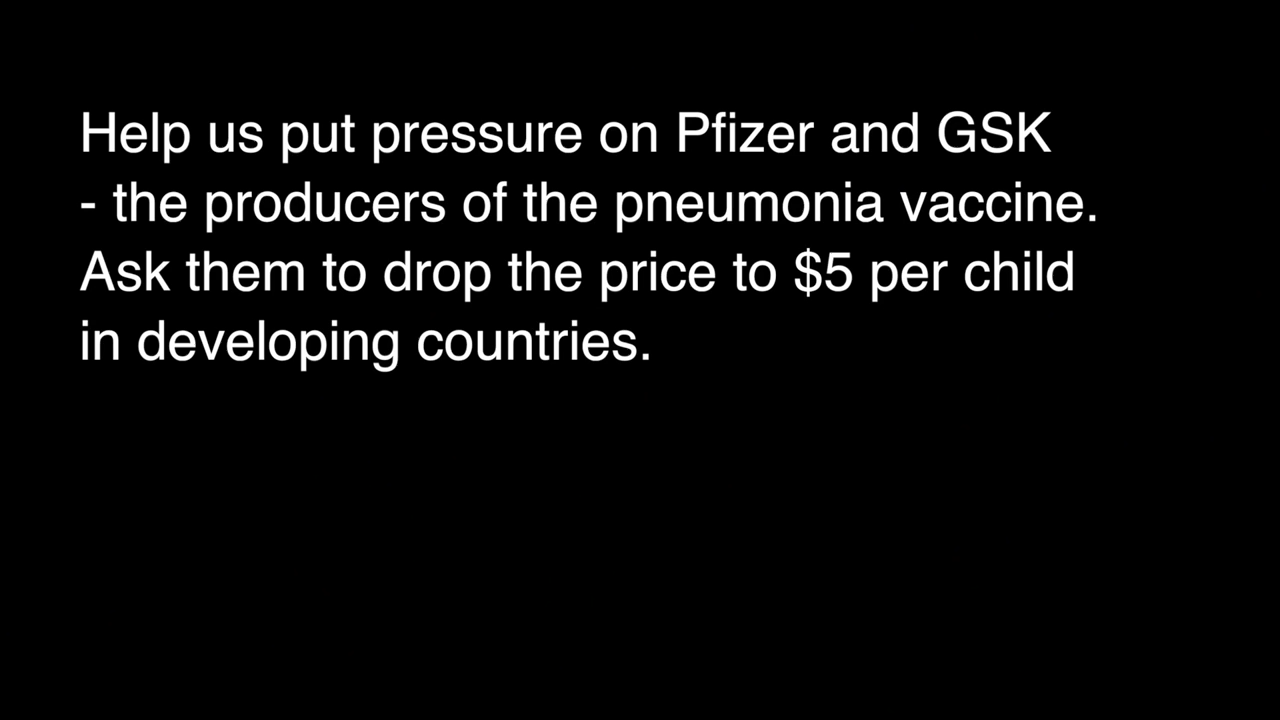 Help us put pressure on Pfizer and GSK
- the producers of the pneumonia vaccine.
Ask them to drop the price to $5 per child
in developing countries.